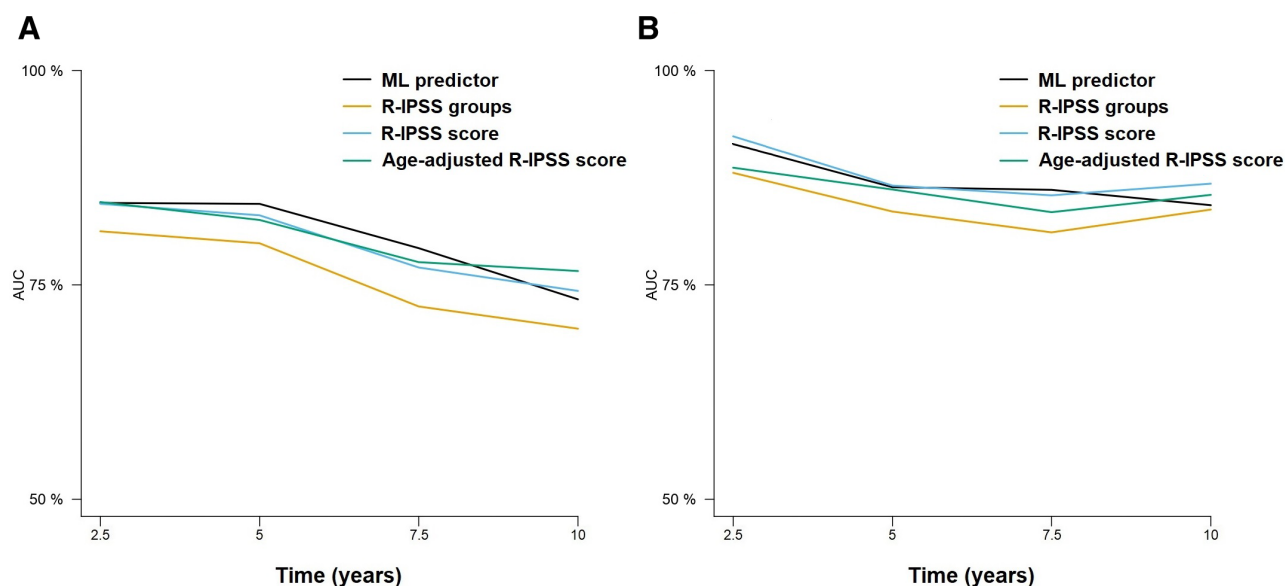 A
100 %
75 %
50 %
AUC
ML predictor
R-IPSS groups
R-IPSS score
Age-adjusted R-IPSS score
2.5 5 7.5 10
Time (years)
B
100 %
75 %
50 %
AUC
ML predictor
R-IPSS groups
R-IPSS score
Age-adjusted R-IPSS score
2.5 5 7.5 10
Time (years)